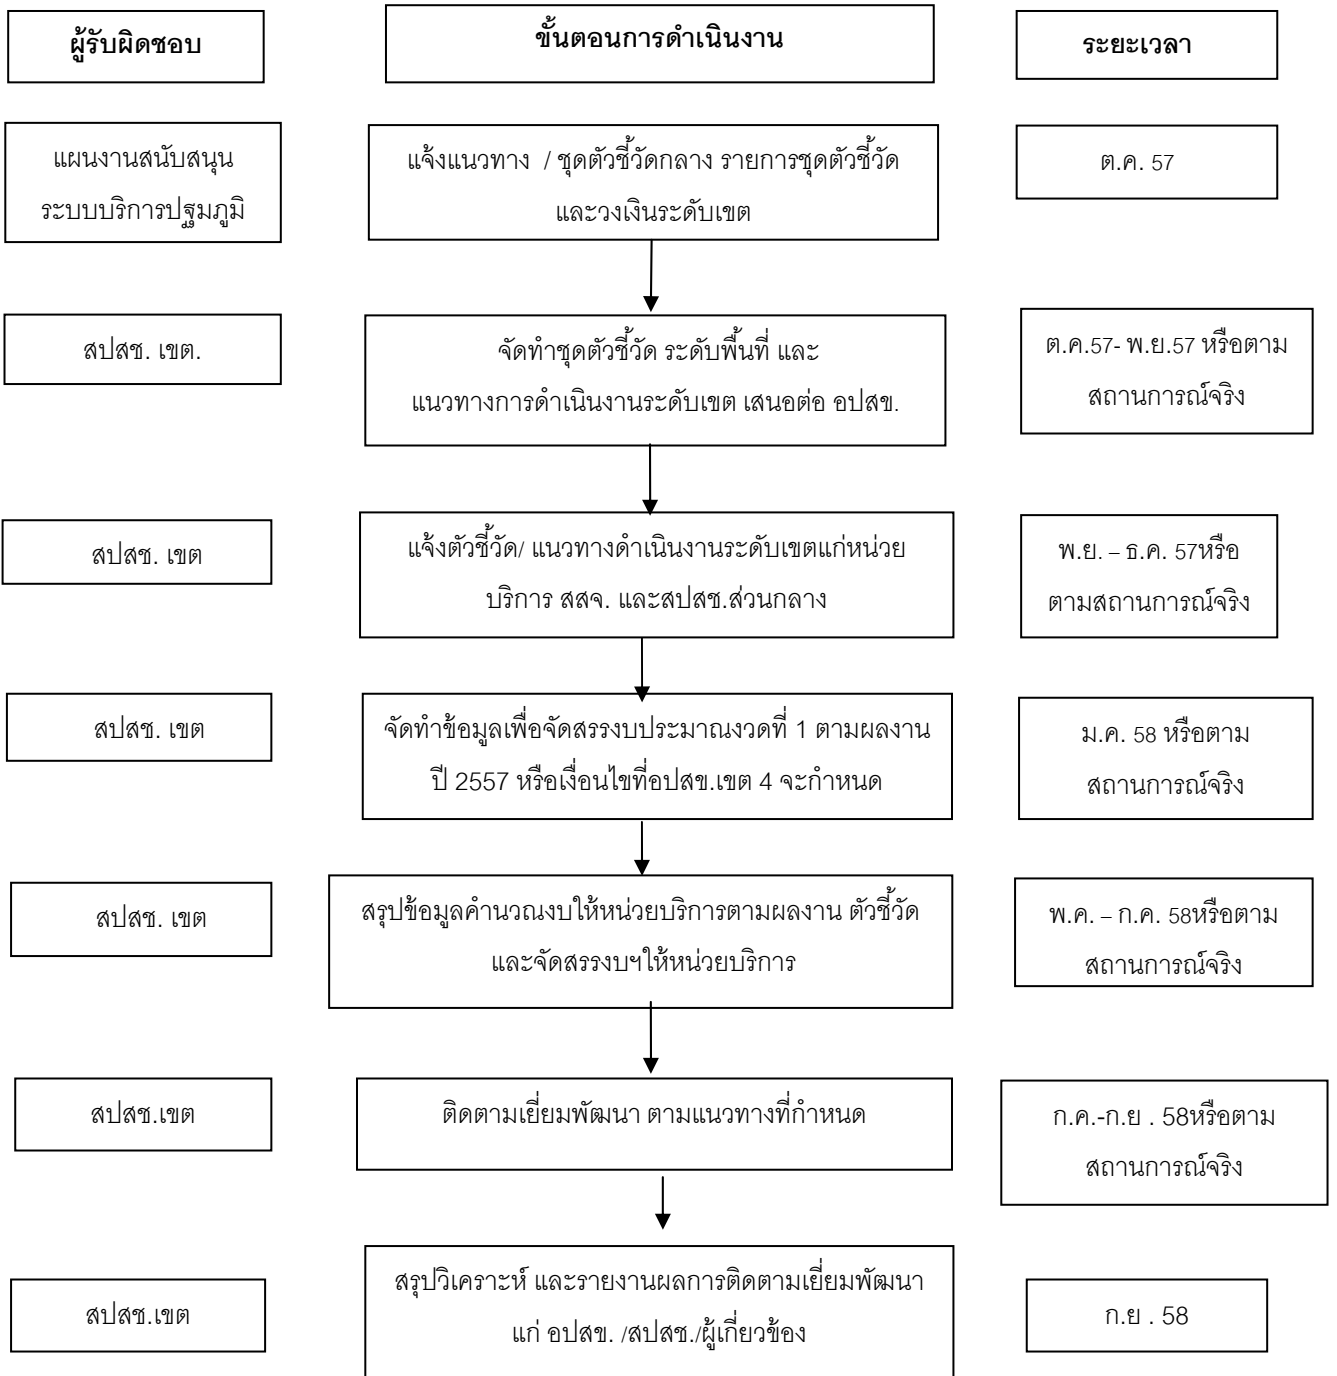 ผู้รับผิดชอบ
ขั้นตอนการดำเนินงาน
ระยะเวลา
แผนงานสนับสนุน
ระบบบริการปฐมภูมิ
แจ้งแนวทาง / ชุดตัวชี้วัดกลาง รายการชุดตัวชี้วัด
และวงเงินระดับเขต
ต.ค. 57
สปสช. เขต.
จัดทำชุดตัวชี้วัด ระดับพื้นที่ และ
แนวทางการดำเนินงานระดับเขต เสนอต่อ อปสข.
ต.ค.57- พ.ย.57 หรือตาม
สถานการณ์จริง
สปสช. เขต
แจ้งตัวชี้วัด/ แนวทางดำเนินงานระดับเขตแก่หน่วย
บริการ สสจ. และสปสช.ส่วนกลาง
พ.ย. – ธ.ค. 57หรือ
ตามสถานการณ์จริง
สปสช. เขต
จัดทำข้อมูลเพื่อจัดสรรงบประมาณงวดที่ 1 ตามผลงาน
ปี 2557 หรือเงื่อนไขที่อปสข.เขต 4 จะกำหนด
ม.ค. 58 หรือตาม
สถานการณ์จริง
สปสช. เขต
สรุปข้อมูลคำนวณงบให้หน่วยบริการตามผลงาน ตัวชี้วัด
และจัดสรรงบฯให้หน่วยบริการ
พ.ค. – ก.ค. 58หรือตาม
สถานการณ์จริง
สปสช.เขต
ติดตามเยี่ยมพัฒนา ตามแนวทางที่กำหนด
ก.ค.-ก.ย . 58หรือตาม
สถานการณ์จริง
สปสช.เขต
สรุปวิเคราะห์ และรายงานผลการติดตามเยี่ยมพัฒนา
แก่ อปสข. /สปสช./ผู้เกี่ยวข้อง
ก.ย . 58